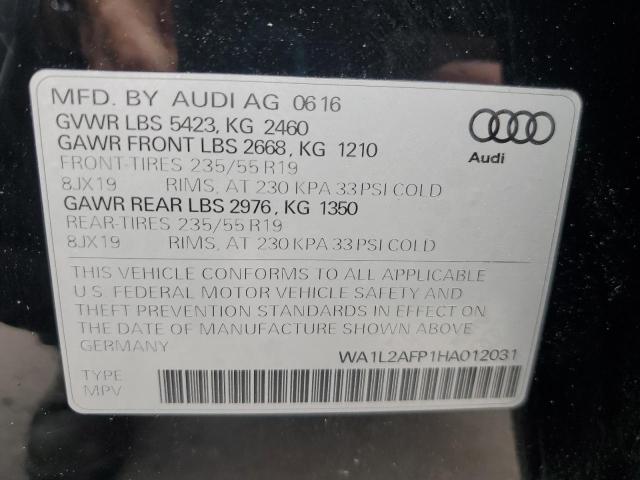 MFD. BY AUDI AG 0616
GVWR LBS 5423, KG 2460
GAWR FRONT LBS 2668, KG 1210
FRONT-TIRES 235/55 R19
8JX19 RIMS, AT 230 KPA 33 PSI COLD
GAWR REAR LBS 2976, KG 1350
REAR-TIRES 235/55 R19
8JX19 RIMS, AT 230 KPA 33 PSI COLD
Audi
THIS VEHICLE CONFORMS TO ALL APPLICABLE
U.S. FEDERAL MOTOR VEHICLE SAFETY AND
THEFT PREVENTION STANDARDS IN EFFECT ON
THE DATE OF MANUFACTURE SHOWN ABOVE
GERMANY
WA1L2AFP1HA012031
TYPE
MPV